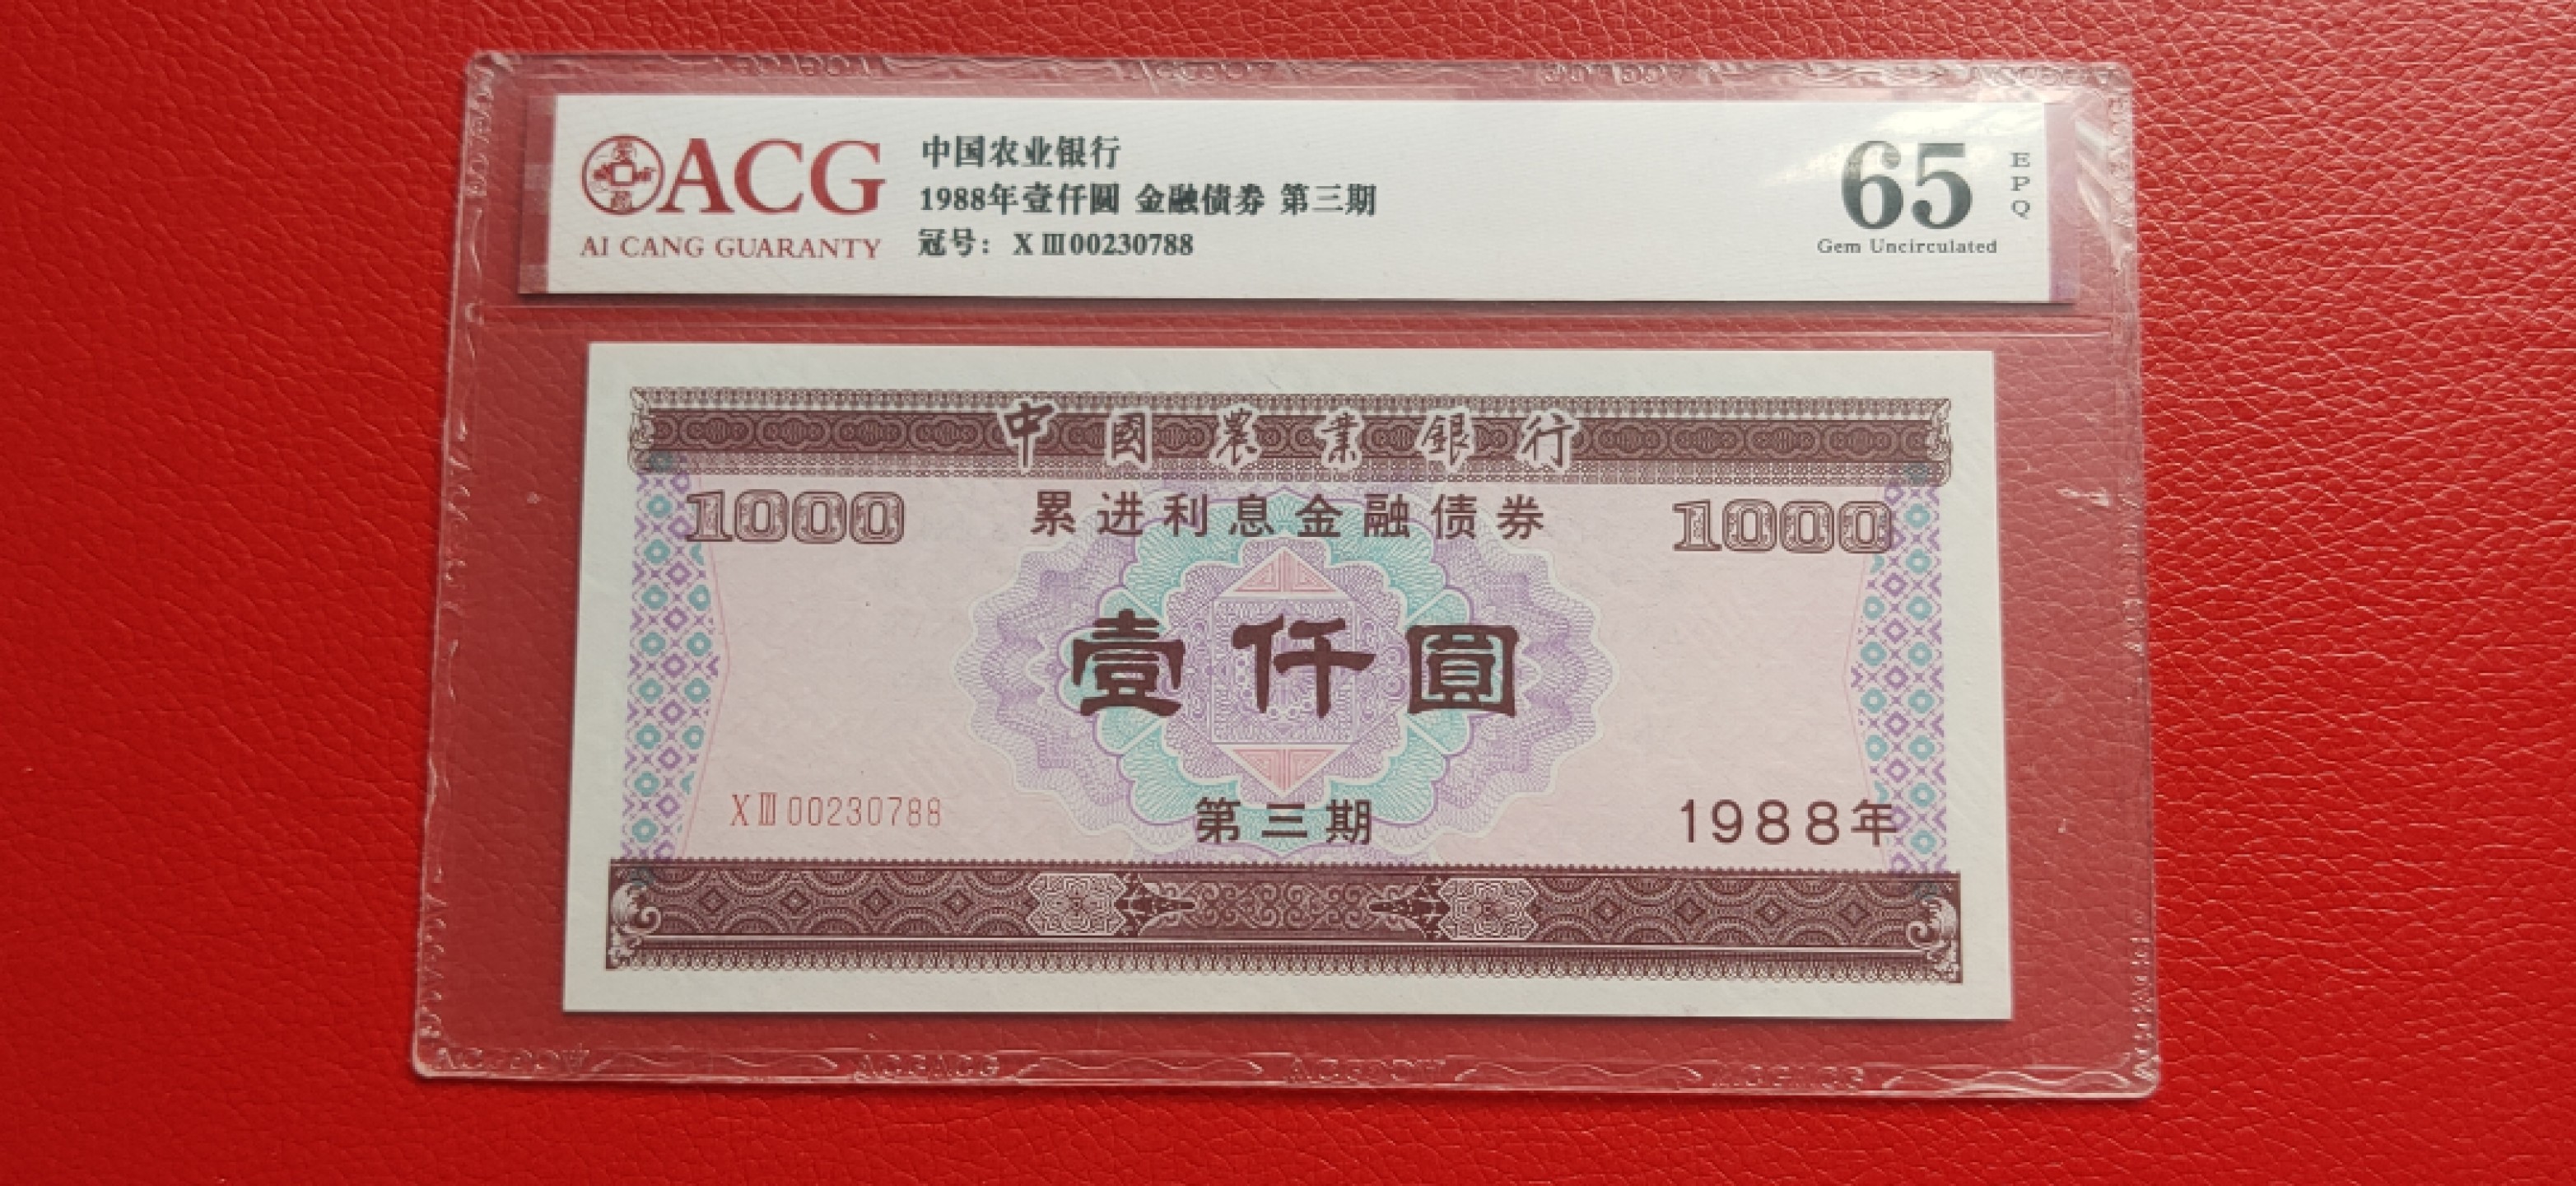 ACG
AI CANG GUARANTY
中国农业银行
1988年壹仟圆 金融债券 第三期
冠号：XⅢ00230788
65
EPQ
Gem Uncirculated
中國農業銀行
1000 累进利息金融债券 1000
壹仟圓
XⅢ00230788 第三期 1988年